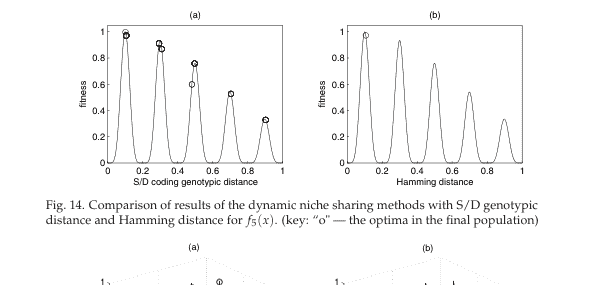 (a)
(b)
fitness
1
0.8
0.6
0.4
0.2
0
0 0.2 0.4 0.6 0.8 1
S/D coding genotypic distance
fitness
1
0.8
0.6
0.4
0.2
0
0 0.2 0.4 0.6 0.8 1
Hamming distance
Fig. 14. Comparison of results of the dynamic niche sharing methods with S/D genotypic
distance and Hamming distance for f5(x). (key: “o” — the optima in the final population)
(a)
(b)
1
1